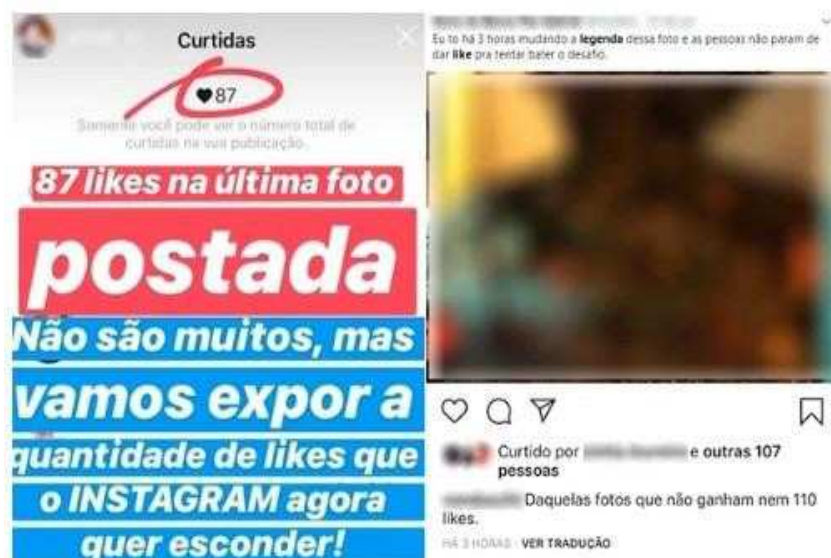 Curtidas
87
Somente você pode ver o número total de
curtidas na sua publicação.
87 likes na última foto
postada
Não são muitos, mas
vamos expor a
quantidade de likes que
o INSTAGRAM agora
quer esconder!
Eu to há 3 horas mudando a legenda dessa foto e as pessoas não param de
dar like pra tentar bater o desafio.
Curtido por
e outras 107
pessoas
Daquelas fotos que não ganham nem 110
likes.
HÁ 3 HORAS · VER TRADUÇÃO